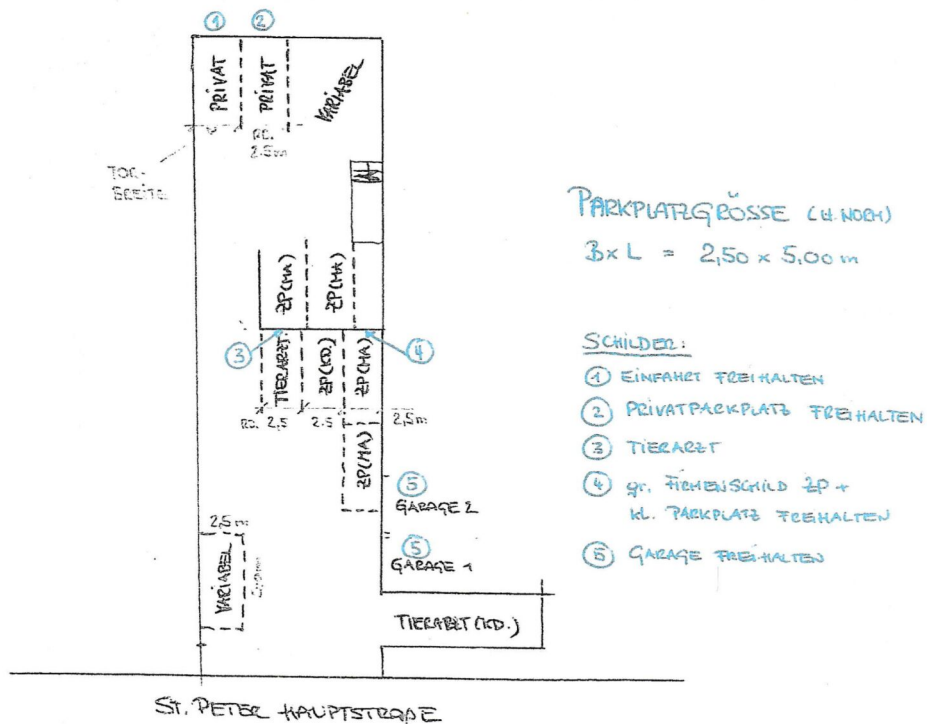 ① ②
PRIVAT
PRIVAT
VARIABEL
RD.
2.5m
TOR-
BREITE
ZP(MA)
ZP(MA)
③
④
TIERARZT
ZP(KD.)
ZP(MA)
RD. 2,5 2.5 2,5m
ZP(MA)
⑤
GARAGE 2
2,5m
⑤
GARAGE 1
VARIABEL
TIERARZT (KD.)
ST. PETER HAUPTSTRAßE
PARKPLATZGRÖSSE (lt. NORM)
B x L = 2,50 x 5,00 m
SCHILDER:
① EINFAHRT FREIHALTEN
② PRIVATPARKPLATZ FREIHALTEN
③ TIERARZT
④ gr. FIRMENSCHILD ZP +
kl. PARKPLATZ FREIHALTEN
⑤ GARAGE FREIHALTEN